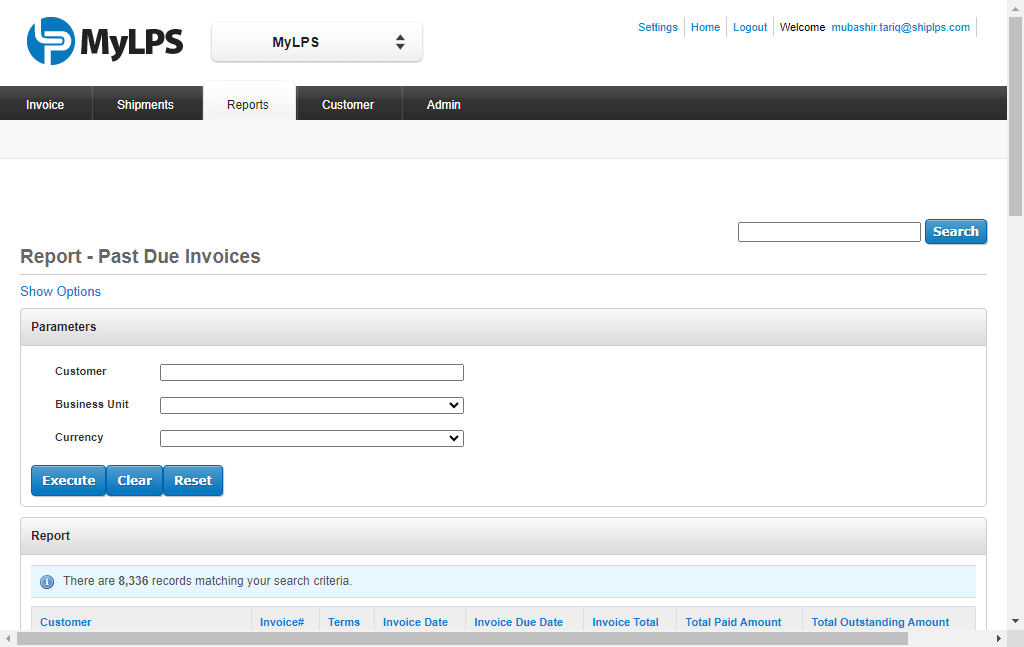 MyLPS
MyLPS
Settings Home Logout Welcome mubashir.tariq@shiplps.com
Invoice Shipments Reports Customer Admin
Search
Report - Past Due Invoices
Show Options
Parameters
Customer
Business Unit
Currency
Execute Clear Reset
Report
There are 8,336 records matching your search criteria.
Customer Invoice# Terms Invoice Date Invoice Due Date Invoice Total Total Paid Amount Total Outstanding Amount